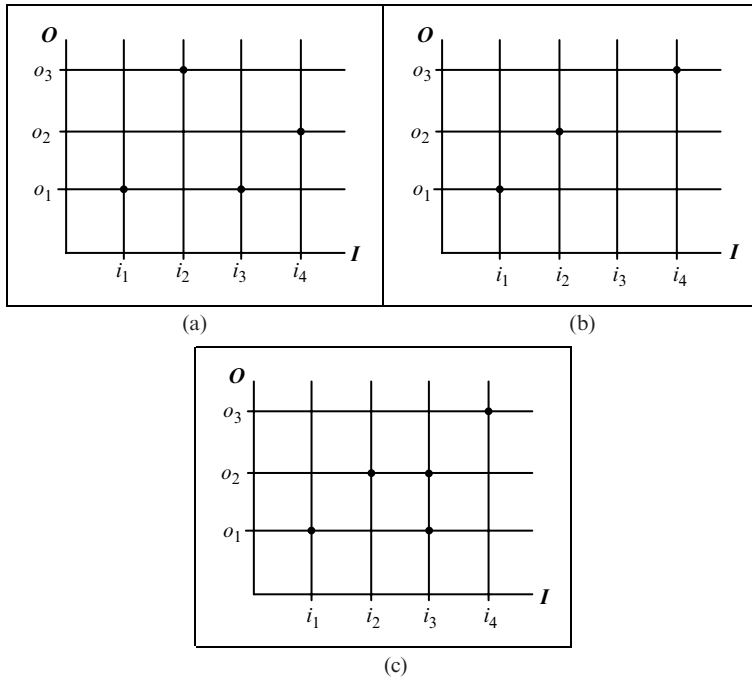 O
o₃
o₂
o₁
i₁ i₂ i₃ i₄
I
(a)
O
o₃
o₂
o₁
i₁ i₂ i₃ i₄
I
(b)
O
o₃
o₂
o₁
i₁ i₂ i₃ i₄
I
(c)